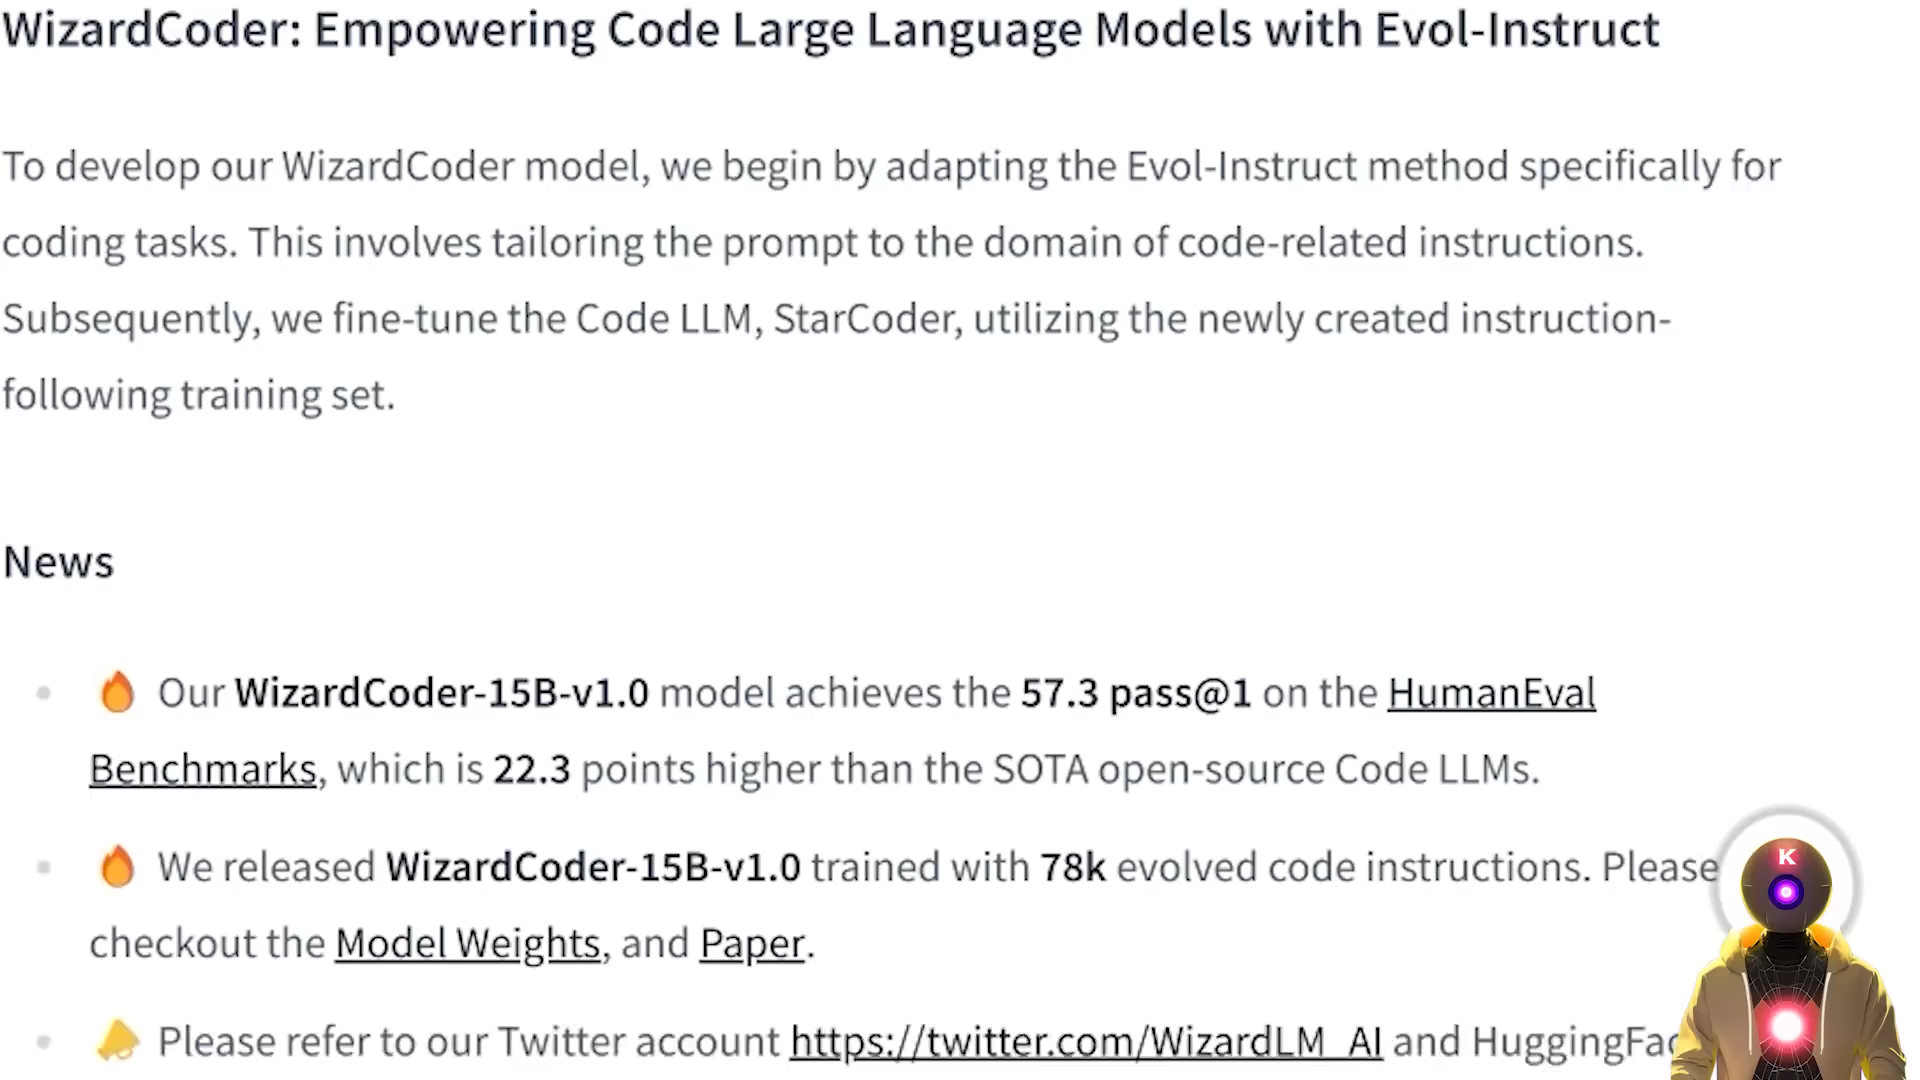 WizardCoder: Empowering Code Large Language Models with Evol-Instruct
To develop our WizardCoder model, we begin by adapting the Evol-Instruct method specifically for
coding tasks. This involves tailoring the prompt to the domain of code-related instructions.
Subsequently, we fine-tune the Code LLM, StarCoder, utilizing the newly created instruction-
following training set.
News
🔥 Our WizardCoder-15B-v1.0 model achieves the 57.3 pass@1 on the HumanEval
Benchmarks, which is 22.3 points higher than the SOTA open-source Code LLMs.
🔥 We released WizardCoder-15B-v1.0 trained with 78k evolved code instructions. Please
checkout the Model Weights, and Paper.
📣 Please refer to our Twitter account https://twitter.com/WizardLM_AI and HuggingFac
K